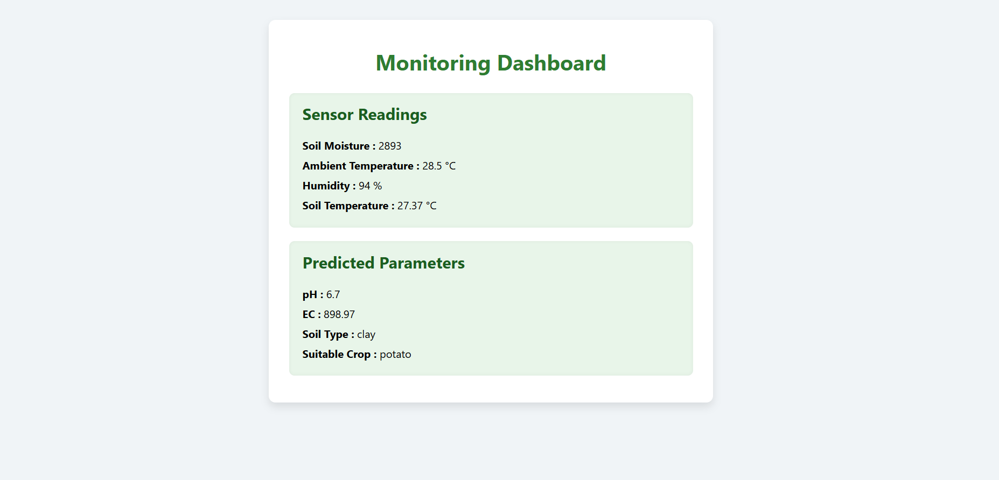 Monitoring Dashboard
Sensor Readings
Soil Moisture : 2893
Ambient Temperature : 28.5 °C
Humidity : 94 %
Soil Temperature : 27.37 °C
Predicted Parameters
pH : 6.7
EC : 898.97
Soil Type : clay
Suitable Crop : potato